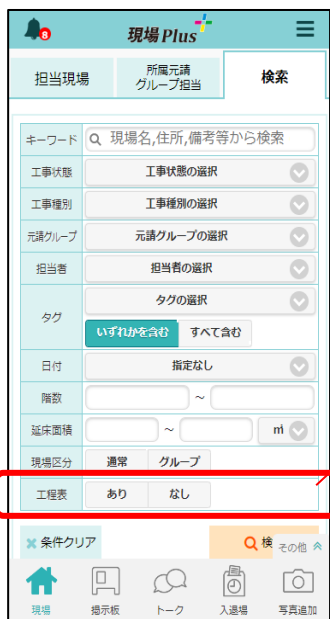 8
現場 Plus
担当現場
所属元請
グループ担当
検索
キーワード 現場名,住所,備考等から検索
工事状態 工事状態の選択
工事種別 工事種別の選択
元請グループ 元請グループの選択
担当者 担当者の選択
タグ タグの選択
いずれかを含む すべて含む
日付 指定なし
階数 ~
延床面積 ~ ㎡
現場区分 通常 グループ
工程表 あり なし
× 条件クリア 検
その他
現場 掲示板 トーク 入退場 写真追加